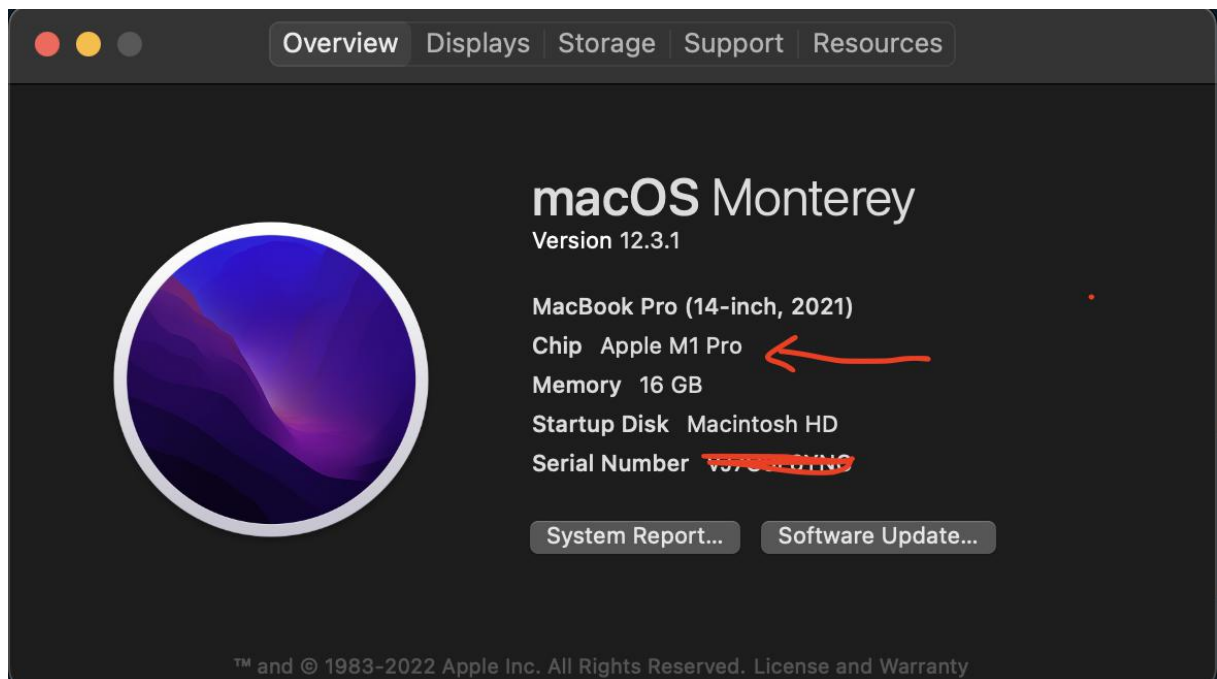 Overview Displays Storage Support Resources
macOS Monterey
Version 12.3.1
MacBook Pro (14-inch, 2021)
Chip Apple M1 Pro
Memory 16 GB
Startup Disk Macintosh HD
Serial Number
System Report... Software Update...
™ and © 1983-2022 Apple Inc. All Rights Reserved. License and Warranty